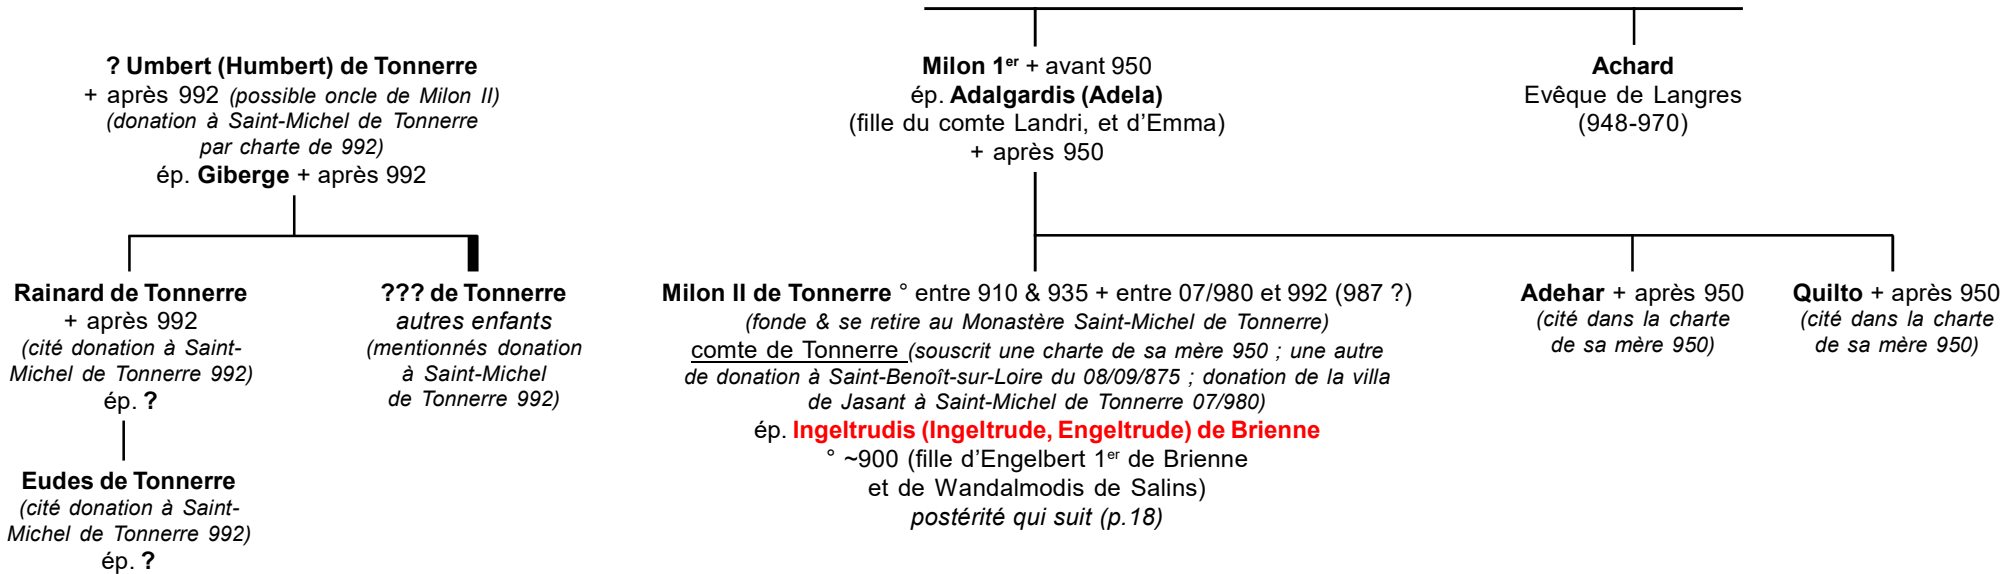 ? Umbert (Humbert) de Tonnerre
+ après 992 (possible oncle de Milon II)
(donation à Saint-Michel de Tonnerre
par charte de 992)
ép. Giberge + après 992
Milon 1er + avant 950
ép. Adalgardis (Adela)
(fille du comte Landri, et d'Emma)
+ après 950
Achard
Evêque de Langres
(948-970)
Rainard de Tonnerre
+ après 992
(cité donation à Saint-
Michel de Tonnerre 992)
ép. ?
??? de Tonnerre
autres enfants
(mentionnés donation
à Saint-Michel
de Tonnerre 992)
Milon II de Tonnerre ° entre 910 & 935 + entre 07/980 et 992 (987 ?)
(fonde & se retire au Monastère Saint-Michel de Tonnerre)
comte de Tonnerre (souscrit une charte de sa mère 950 ; une autre
de donation à Saint-Benoît-sur-Loire du 08/09/875 ; donation de la villa
de Jasant à Saint-Michel de Tonnerre 07/980)
ép. Ingeltrudis (Ingeltrude, Engeltrude) de Brienne
° ~900 (fille d'Engelbert 1er de Brienne
et de Wandalmodis de Salins)
postérité qui suit (p.18)
Adehar + après 950
(cité dans la charte
de sa mère 950)
Quilto + après 950
(cité dans la charte
de sa mère 950)
Eudes de Tonnerre
(cité donation à Saint-
Michel de Tonnerre 992)
ép. ?